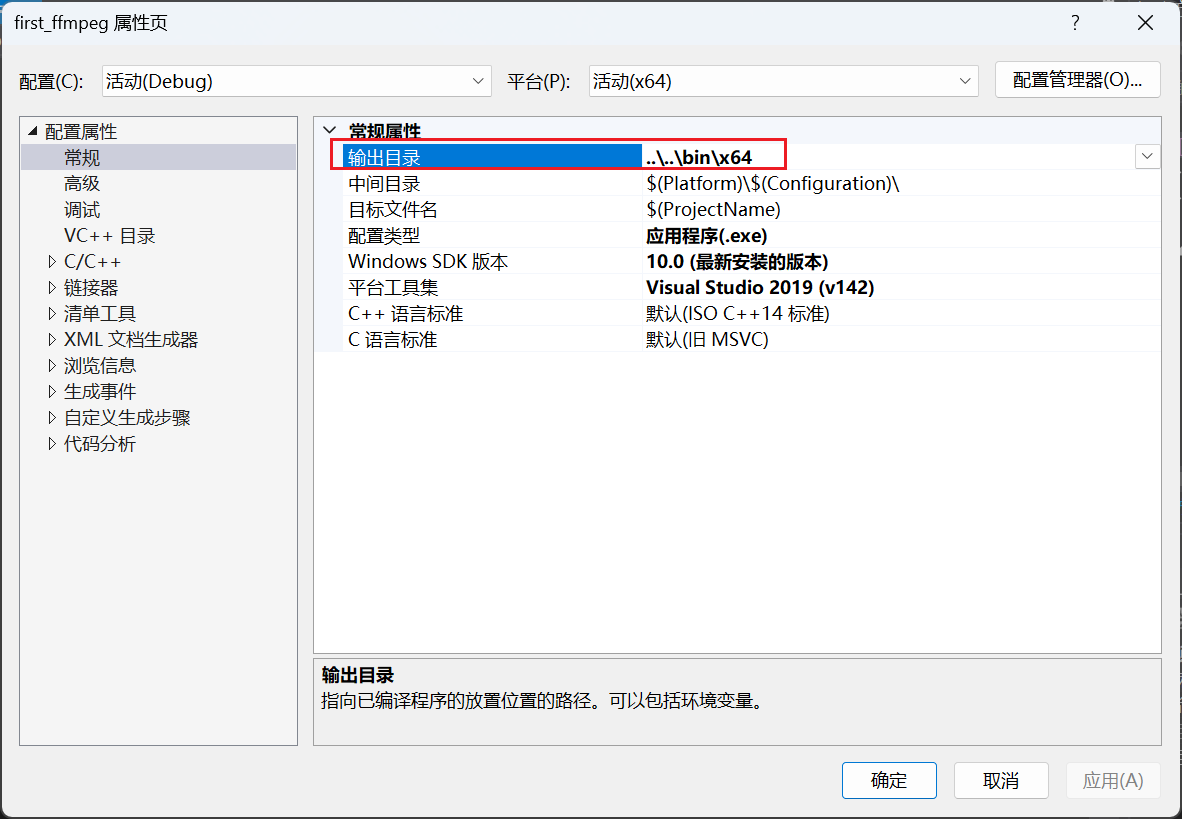 first_ffmpeg 属性页
配置(C): 活动(Debug) 平台(P): 活动(x64) 配置管理器(O)...
配置属性
常规
高级
调试
VC++ 目录
C/C++
链接器
清单工具
XML 文档生成器
浏览信息
生成事件
自定义生成步骤
代码分析
常规属性
输出目录 ..\..\bin\x64
中间目录 $(Platform)\$(Configuration)\
目标文件名 $(ProjectName)
配置类型 应用程序(.exe)
Windows SDK 版本 10.0 (最新安装的版本)
平台工具集 Visual Studio 2019 (v142)
C++ 语言标准 默认(ISO C++14 标准)
C 语言标准 默认(旧 MSVC)
输出目录
指向已编译程序的放置位置的路径。可以包括环境变量。
确定 取消 应用(A)